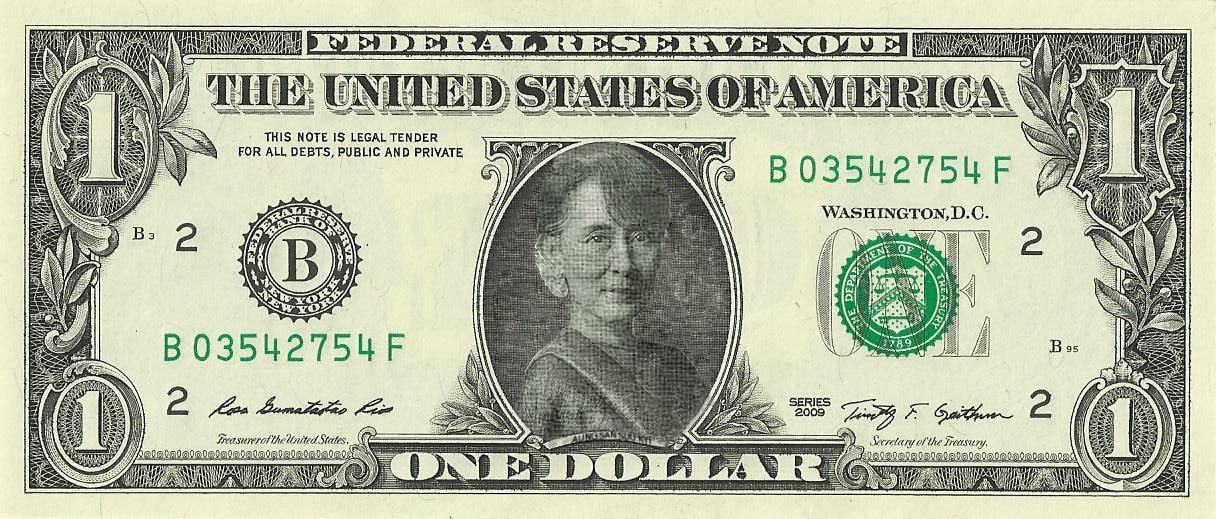 FEDERAL RESERVE NOTE
THE UNITED STATES OF AMERICA
1
1
THIS NOTE IS LEGAL TENDER
FOR ALL DEBTS, PUBLIC AND PRIVATE
B 03542754 F
WASHINGTON, D.C.
B 3
2
FEDERAL RESERVE
BANK OF
B
NEW YORK
NEW YORK
ONE
THE DEPARTMENT OF THE TREASURY
1789
2
B 03542754 F
B 95
2
Rosa Gumataotao Rios
Treasurer of the United States.
SERIES
2009
Timothy F. Geithner
Secretary of the Treasury.
2
1
ONE DOLLAR
1